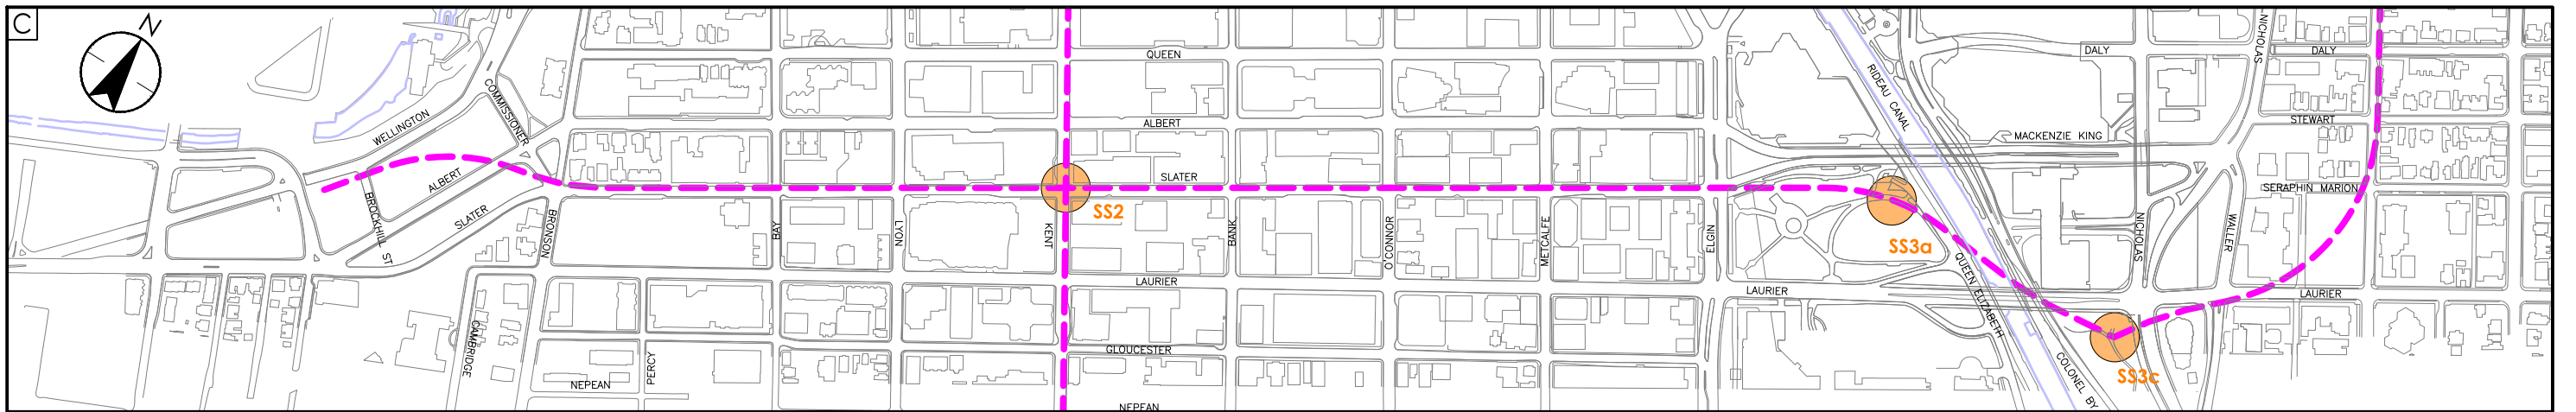 C
N
QUEEN
DALY
NICHOLAS
DALY
RIDEAU CANAL
COMMISSIONER
WELLINGTON
ALBERT
STEWART
MACKENZIE KING
SLATER
ALBERT
SERAPHIN MARION
BROCKHILL ST
SLATER
BRONSON
BAY
LYON
KENT
SS2
BANK
O'CONNOR
METCALFE
ELGIN
SS3a
NICHOLAS
WALLER
QUEEN ELIZABETH
LAURIER
LAURIER
LAURIER
CAMBRIDGE
GLOUCESTER
PERCY
NEPEAN
COLONEL BY
SS3c
NEPEAN